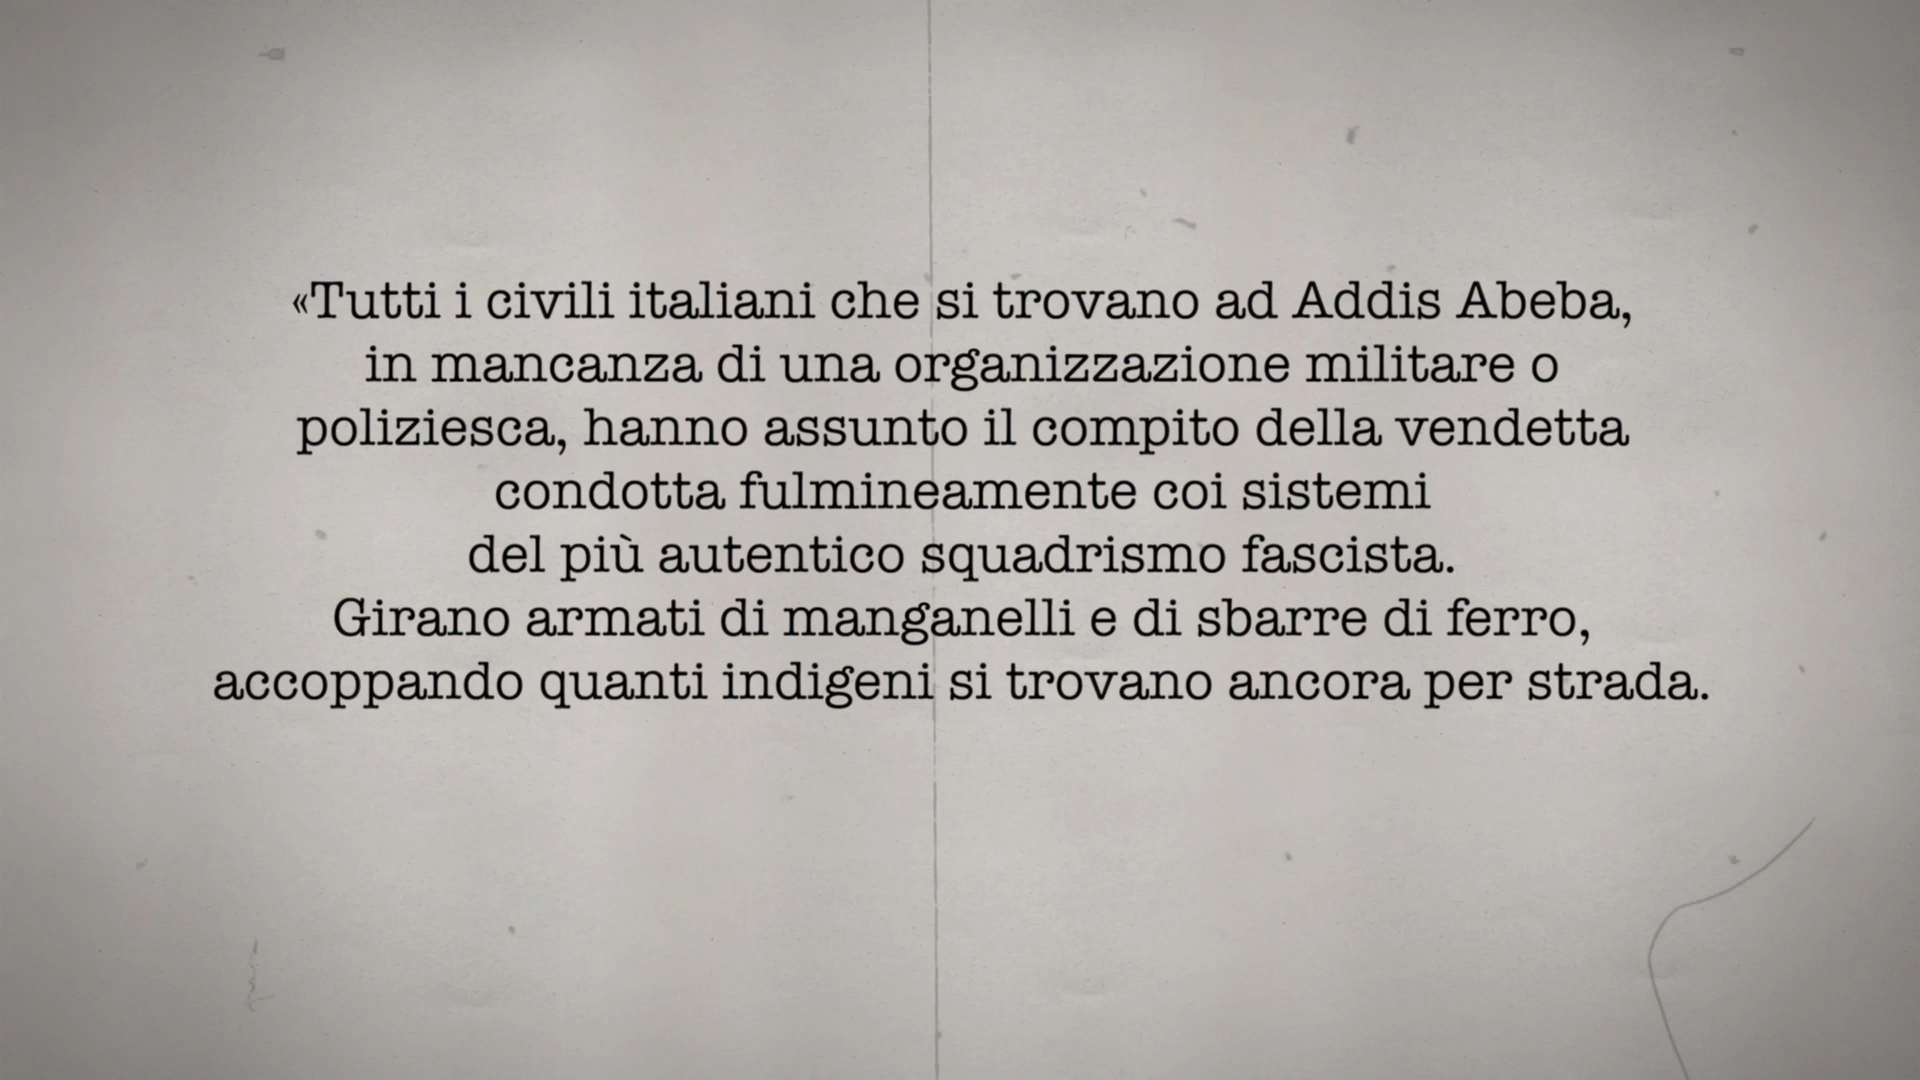 «Tutti i civili italiani che si trovano ad Addis Abeba,
in mancanza di una organizzazione militare o
poliziesca, hanno assunto il compito della vendetta
condotta fulmineamente coi sistemi
del più autentico squadrismo fascista.
Girano armati di manganelli e di sbarre di ferro,
accoppando quanti indigeni si trovano ancora per strada.